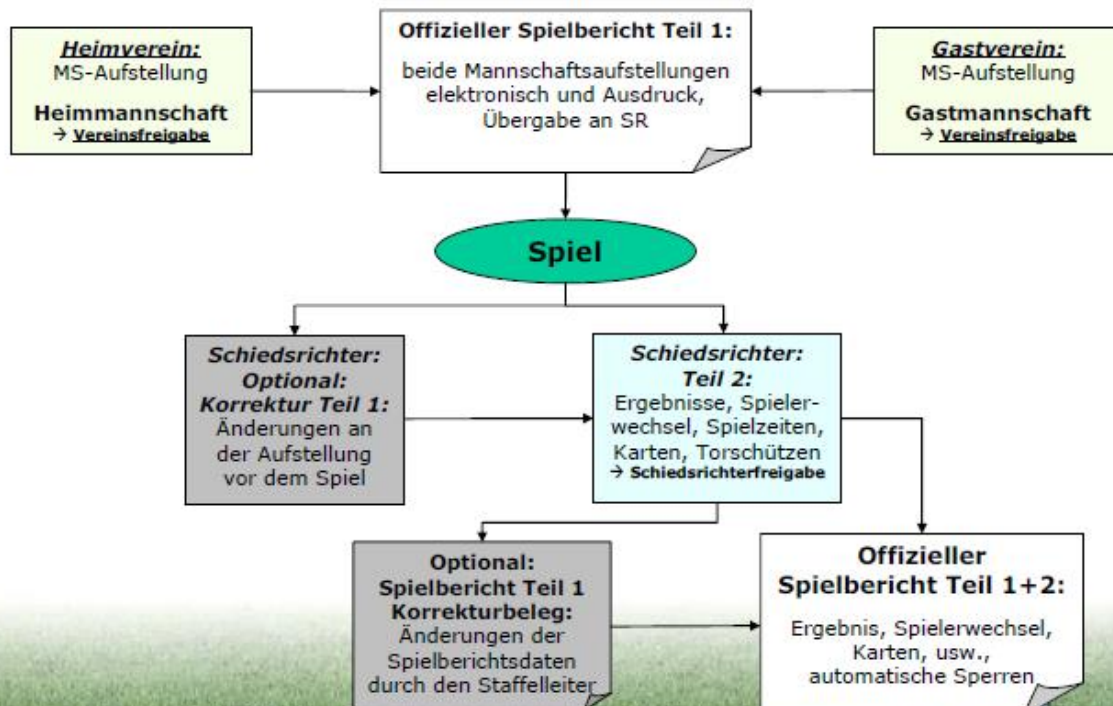 Heimverein:
MS-Aufstellung
Heimmannschaft
→ Vereinsfreigabe
Offizieller Spielbericht Teil 1:
beide Mannschaftsaufstellungen
elektronisch und Ausdruck,
Übergabe an SR
Gastverein:
MS-Aufstellung
Gastmannschaft
→ Vereinsfreigabe
Spiel
Schiedsrichter:
Optional:
Korrektur Teil 1:
Änderungen an
der Aufstellung
vor dem Spiel
Schiedsrichter:
Teil 2:
Ergebnisse, Spieler-
wechsel, Spielzeiten,
Karten, Torschützen
→ Schiedsrichterfreigabe
Optional:
Spielbericht Teil 1
Korrekturbeleg:
Änderungen der
Spielberichtsdaten
durch den Staffelleiter
Offizieller
Spielbericht Teil 1+2:
Ergebnis, Spielerwechsel,
Karten, usw.,
automatische Sperren